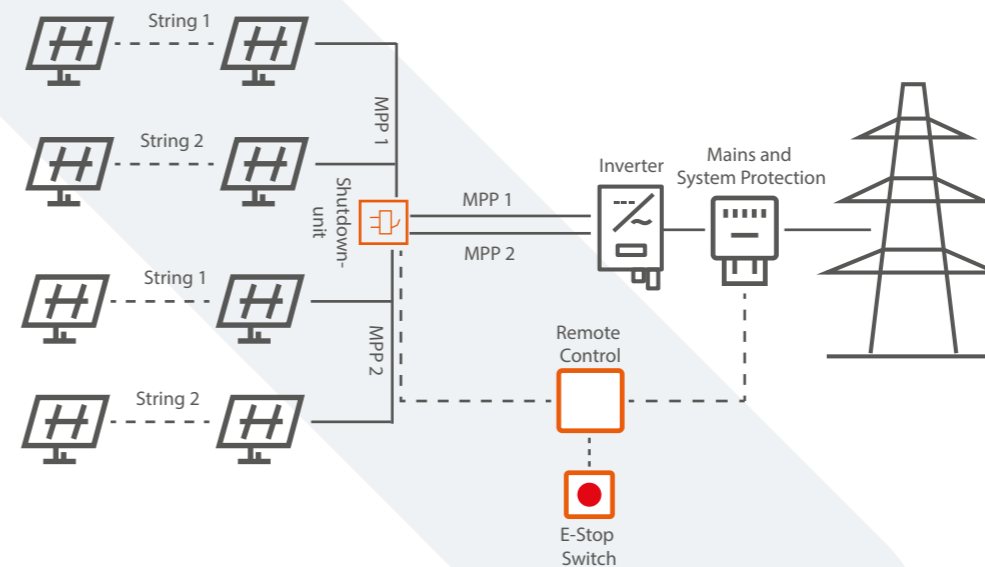 String 1
MPP 1
String 2
Shutdown-
unit
MPP 1
MPP 2
Inverter
Mains and
System Protection
String 1
MPP 2
String 2
Remote
Control
E-Stop
Switch